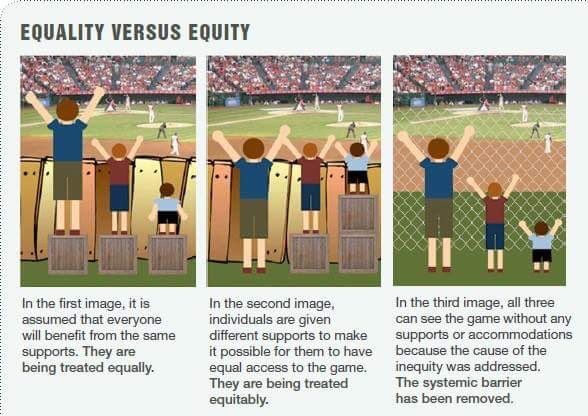 EQUALITY VERSUS EQUITY
In the first image, it is
assumed that everyone
will benefit from the same
supports. They are
being treated equally.
In the second image,
individuals are given
different supports to make
it possible for them to have
equal access to the game.
They are being treated
equitably.
In the third image, all three
can see the game without any
supports or accommodations
because the cause of the
inequity was addressed.
The systemic barrier
has been removed.